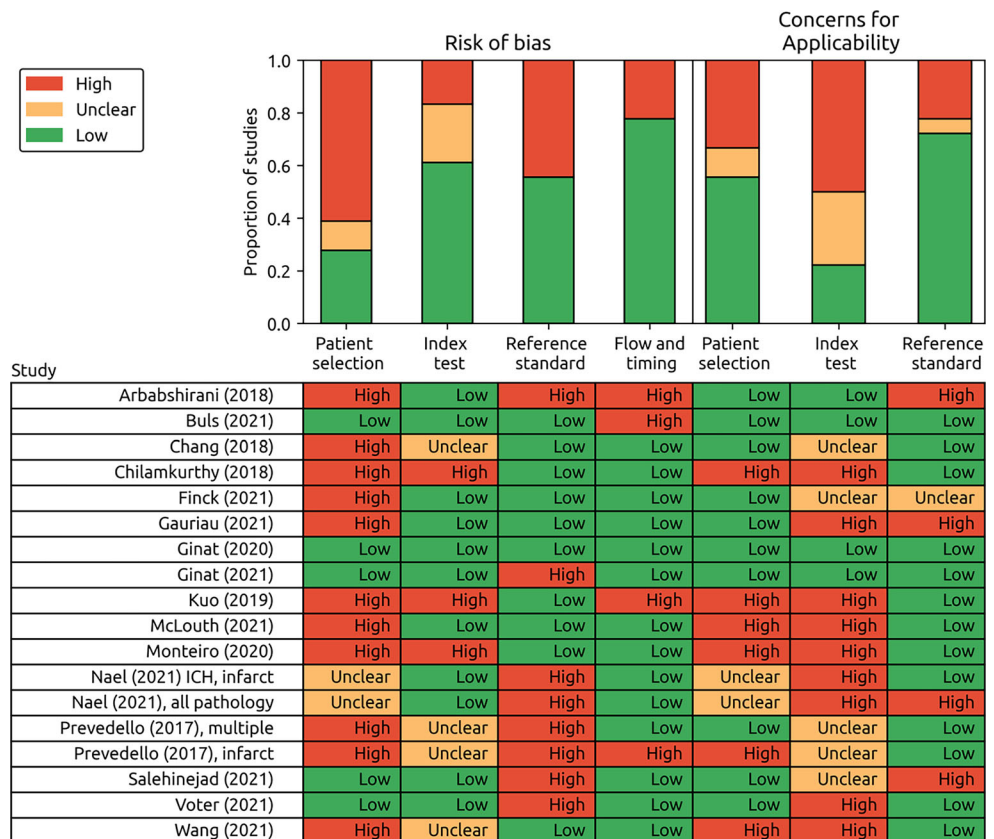 Concerns for
Risk of bias Applicability
High
Unclear
Low
Proportion of studies
1.0
0.8
0.6
0.4
0.2
0.0
Patient selection Index test Reference standard Flow and timing Patient selection Index test Reference standard
Study
Arbabshirani (2018) High Low High High Low Low High
Buls (2021) Low Low Low High Low Low Low
Chang (2018) High Unclear Low Low Low Unclear Low
Chilamkurthy (2018) High High Low Low High High Low
Finck (2021) High Low Low Low Low Unclear Unclear
Gauriau (2021) High Low Low Low Low High High
Ginat (2020) Low Low Low Low Low Low Low
Ginat (2021) Low Low High Low Low Low Low
Kuo (2019) High High Low High High High Low
McLouth (2021) High Low Low Low High High Low
Monteiro (2020) High High Low Low High High Low
Nael (2021) ICH, infarct Unclear Low High Low Unclear High Low
Nael (2021), all pathology Unclear Low High Low Unclear High High
Prevedello (2017), multiple High Unclear High Low Low Unclear Low
Prevedello (2017), infarct High Unclear High High High Unclear Low
Salehinejad (2021) Low Low High Low Low Unclear High
Voter (2021) Low Low High Low Low High Low
Wang (2021) High Unclear Low Low High High Low